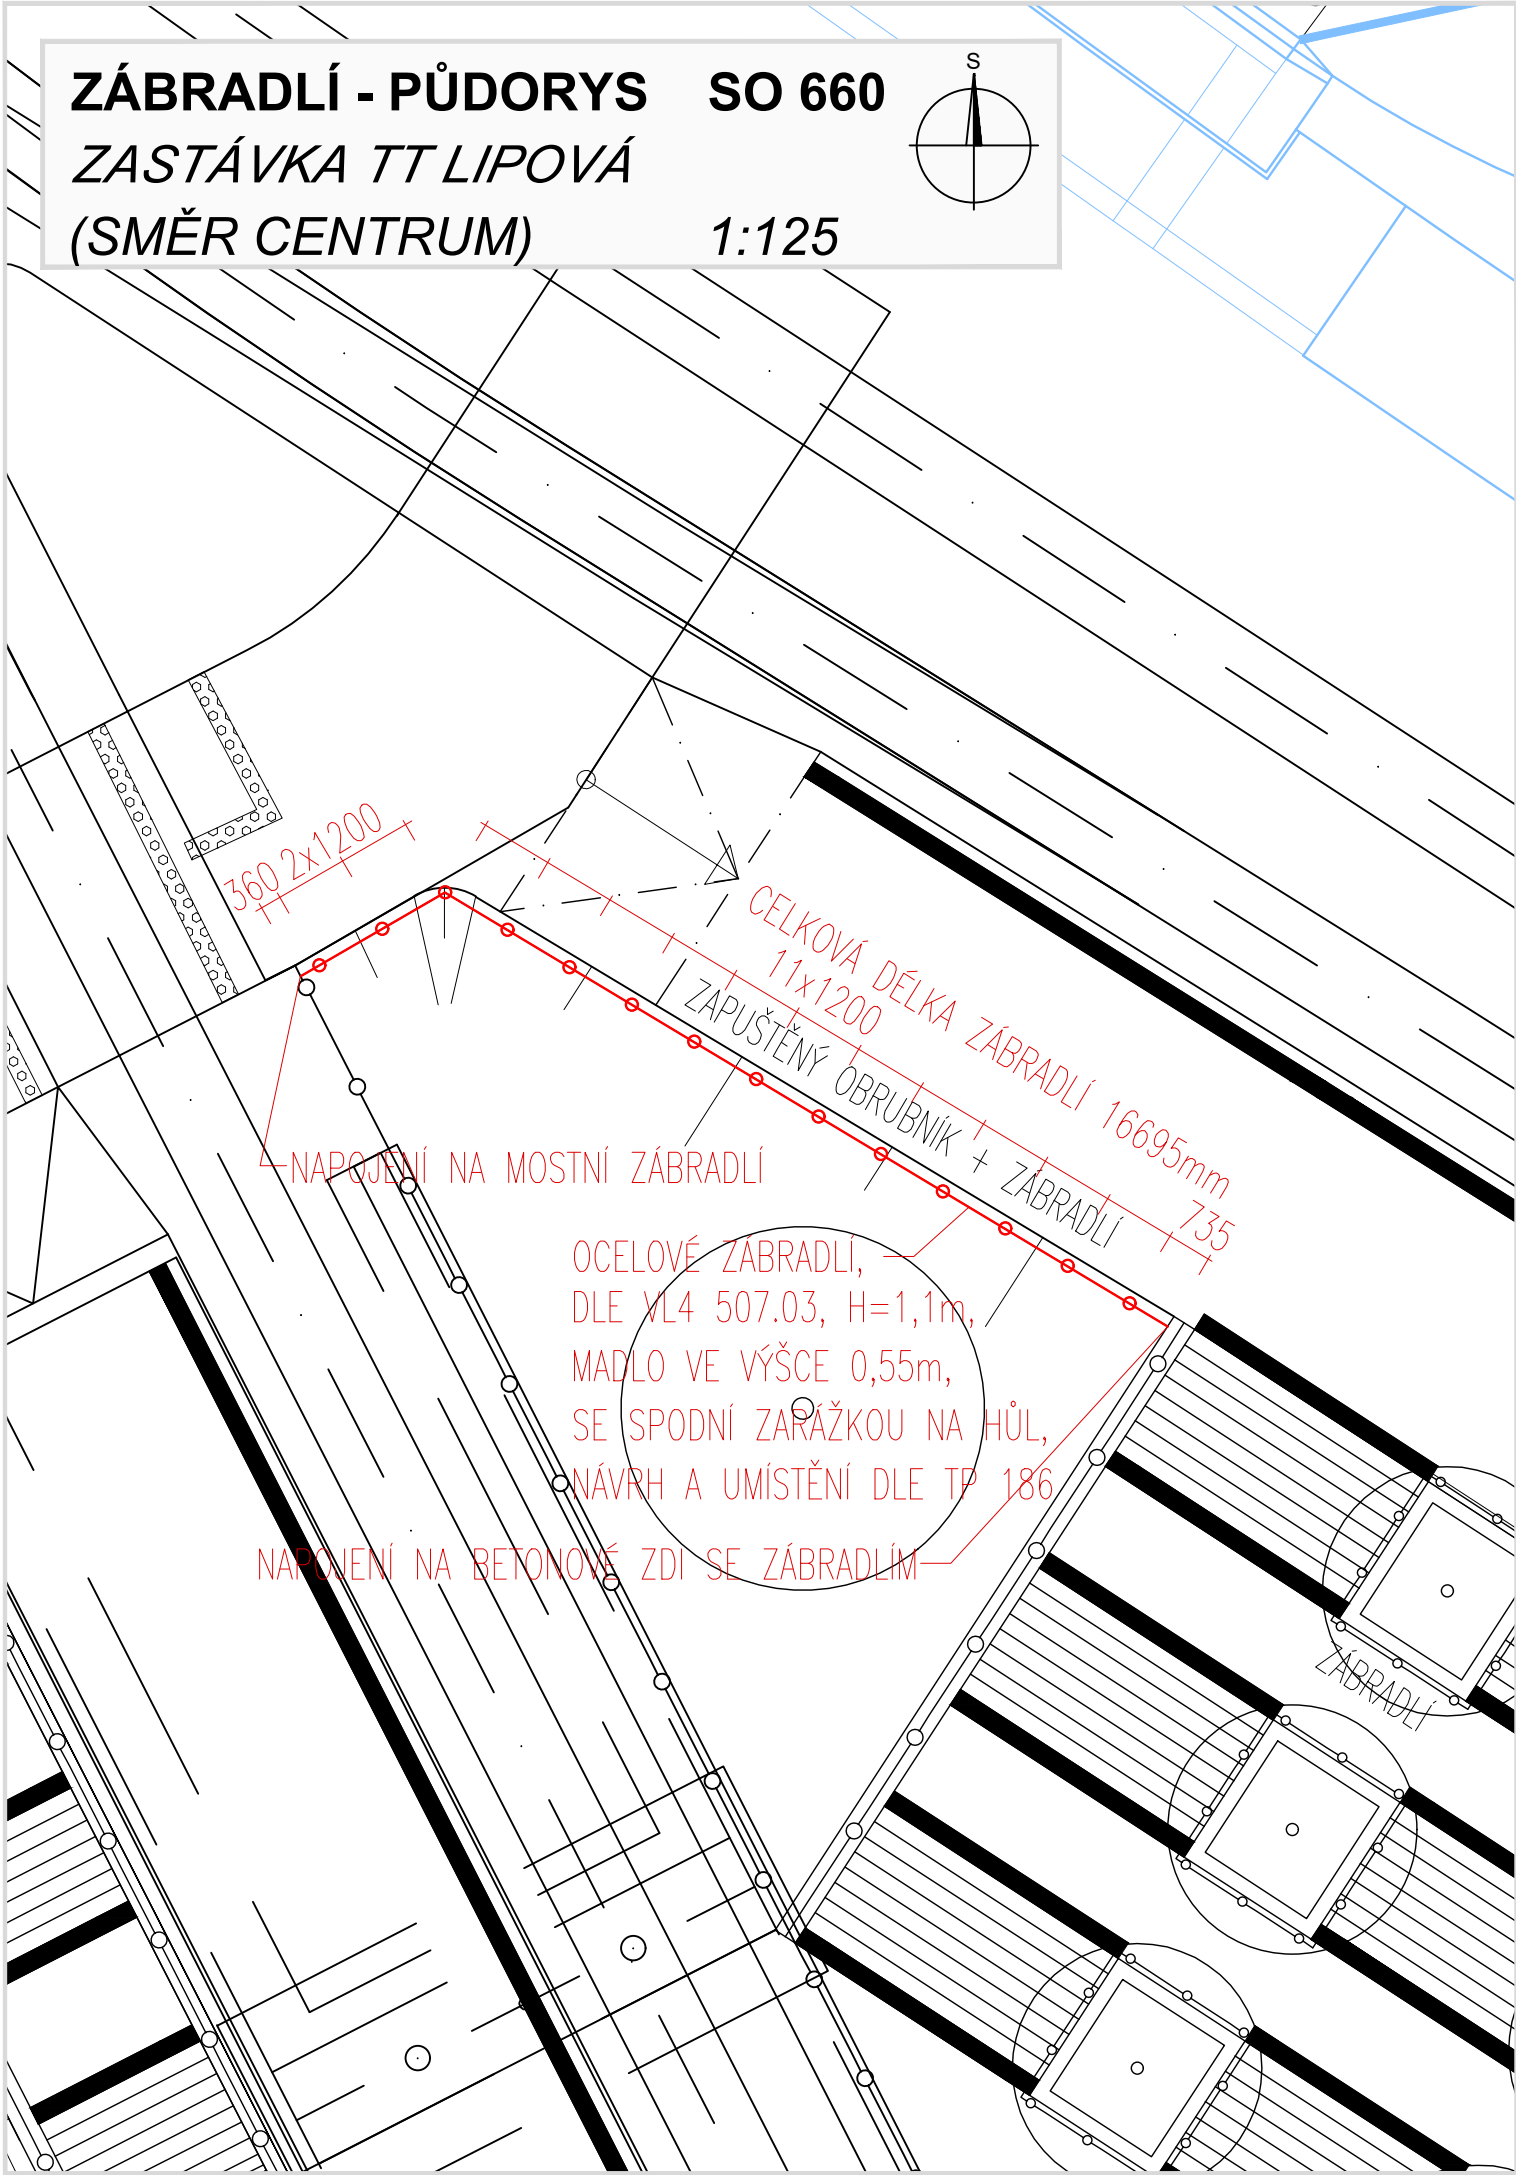 ZÁBRADLÍ - PŮDORYS SO 660
ZASTÁVKA TT LIPOVÁ
(SMĚR CENTRUM) 1:125
S
360 2x1200
CELKOVÁ DÉLKA ZÁBRADLÍ 16695mm
11x1200
735
ZAPUŠTĚNÝ OBRUBNÍK + ZÁBRADLÍ
NAPOJENÍ NA MOSTNÍ ZÁBRADLÍ
OCELOVÉ ZÁBRADLÍ,
DLE VL4 507.03, H=1,1m,
MADLO VE VÝŠCE 0,55m,
SE SPODNÍ ZARÁŽKOU NA HŮL,
NÁVRH A UMÍSTĚNÍ DLE TP 186
NAPOJENÍ NA BETONOVÉ ZDI SE ZÁBRADLÍM
ZÁBRADLÍ